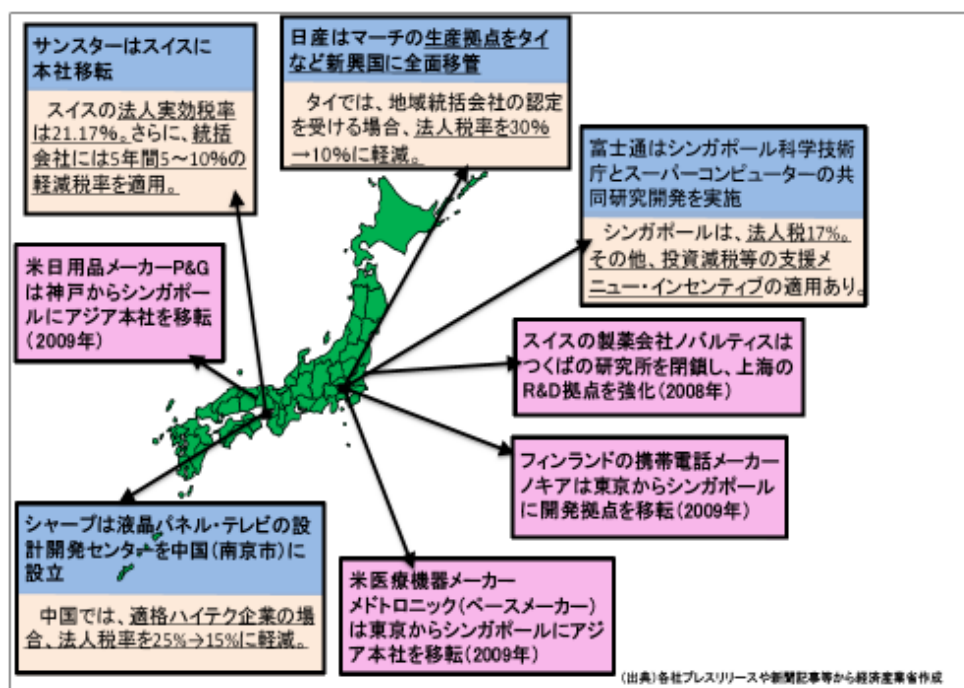 サンスターはスイスに
本社移転
スイスの法人実効税率
は21.17%。さらに、統括
会社には5年間5～10%の
軽減税率を適用。
日産はマーチの生産拠点をタイ
など新興国に全面移管
タイでは、地域統括会社の認定
を受ける場合、法人税率を30%
→10%に軽減。
富士通はシンガポール科学技術
庁とスーパーコンピューターの共
同研究開発を実施
シンガポールは、法人税17%。
その他、投資減税等の支援メ
ニュー・インセンティブの適用あり。
米日用品メーカーP&G
は神戸からシンガポー
ルにアジア本社を移転
(2009年)
スイスの製薬会社ノバルティスは
つくばの研究所を閉鎖し、上海の
R&D拠点を強化(2008年)
フィンランドの携帯電話メーカー
ノキアは東京からシンガポール
に開発拠点を移転(2009年)
シャープは液晶パネル・テレビの設
計開発センターを中国(南京市)に
設立
中国では、適格ハイテク企業の場
合、法人税率を25%→15%に軽減。
米医療機器メーカー
メドトロニック(ペースメーカー)
は東京からシンガポールにアジ
ア本社を移転(2009年)
(出典)各社プレスリリースや新聞記事等から経済産業省作成